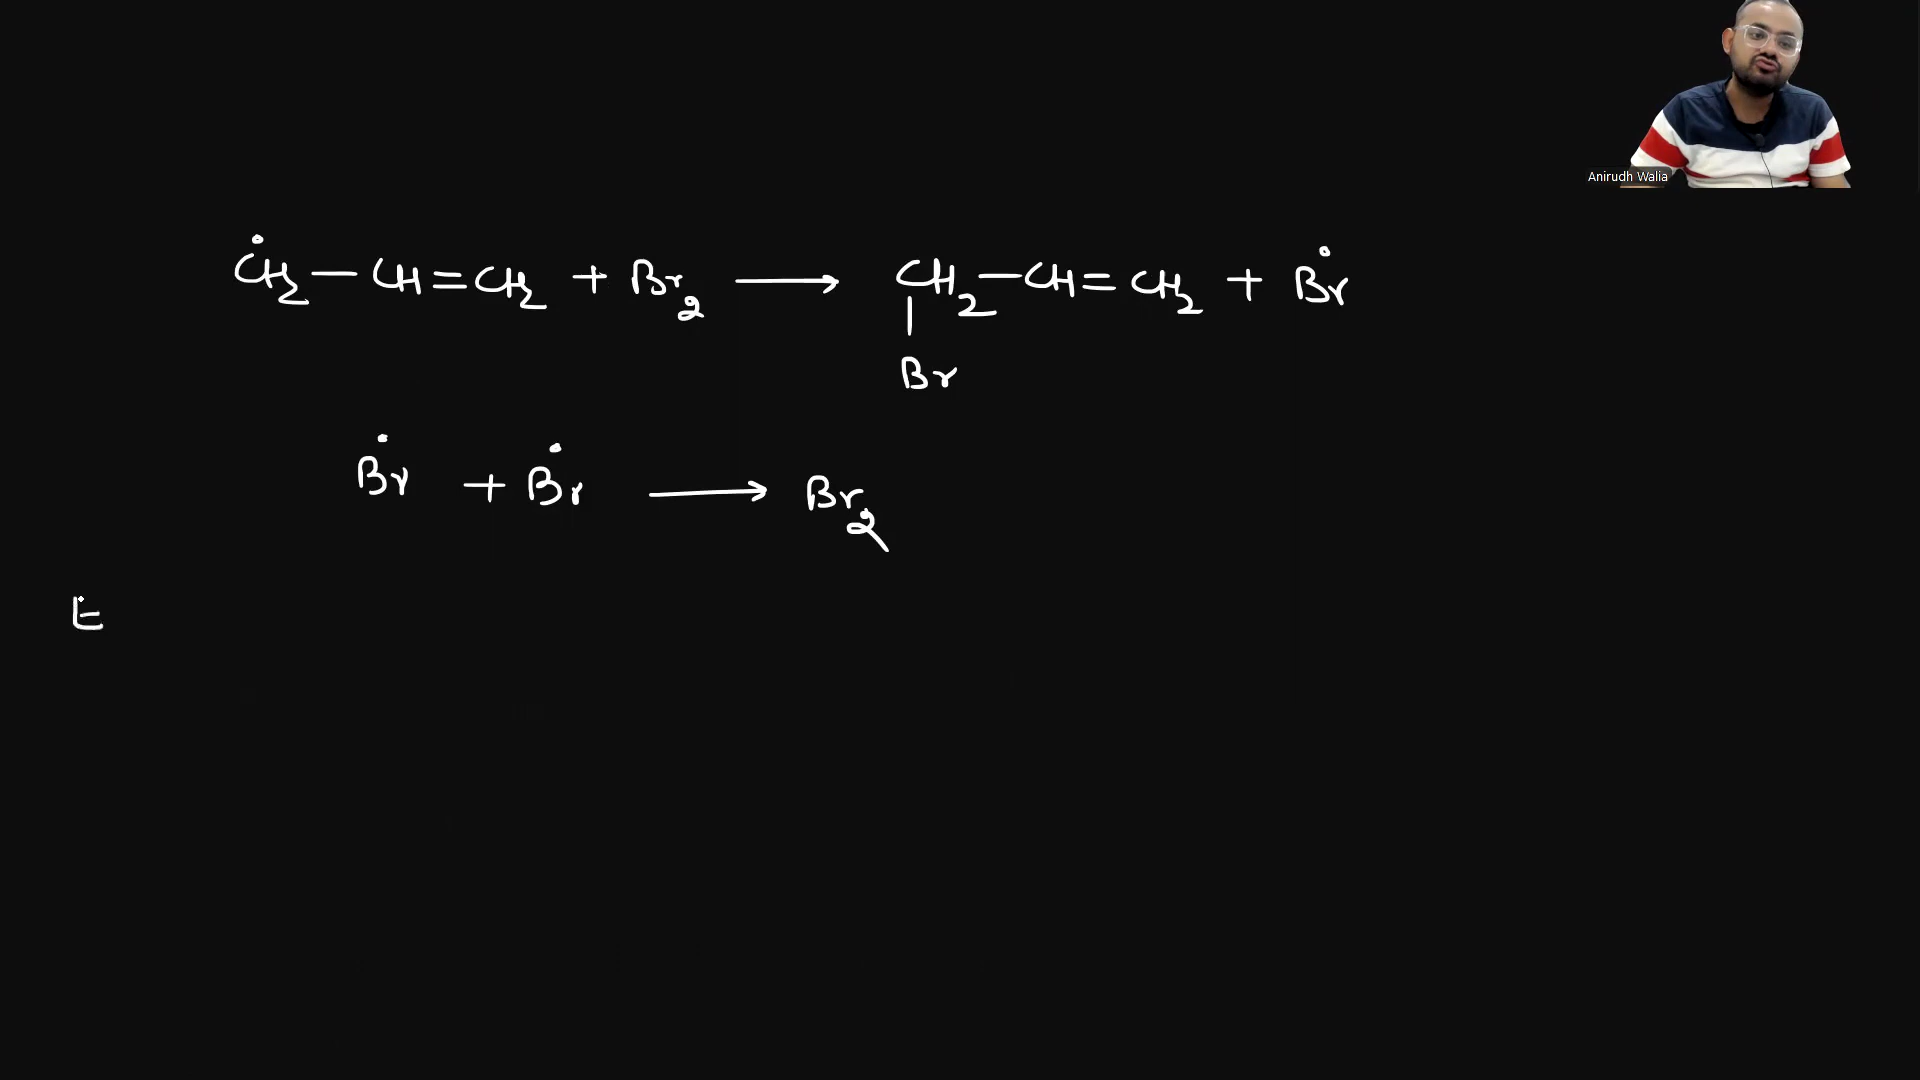 Anirudh Walia
ĊH₂—CH=CH₂ + Br₂ ⟶ CH₂—CH=CH₂ + Ḃr
|
Br
Ḃr + Ḃr ⟶ Br₂
E